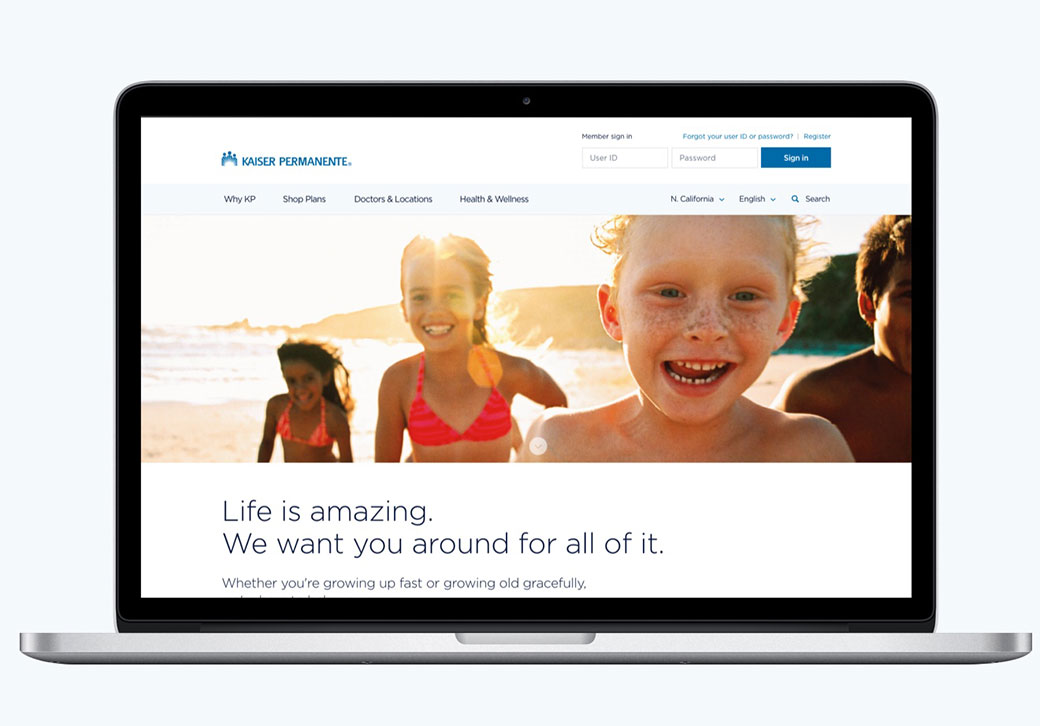 Member sign in
Forgot your user ID or password? | Register
KAISER PERMANENTE®
User ID
Password
Sign in
Why KP
Shop Plans
Doctors & Locations
Health & Wellness
N. California
English
Search
Life is amazing.
We want you around for all of it.
Whether you're growing up fast or growing old gracefully,